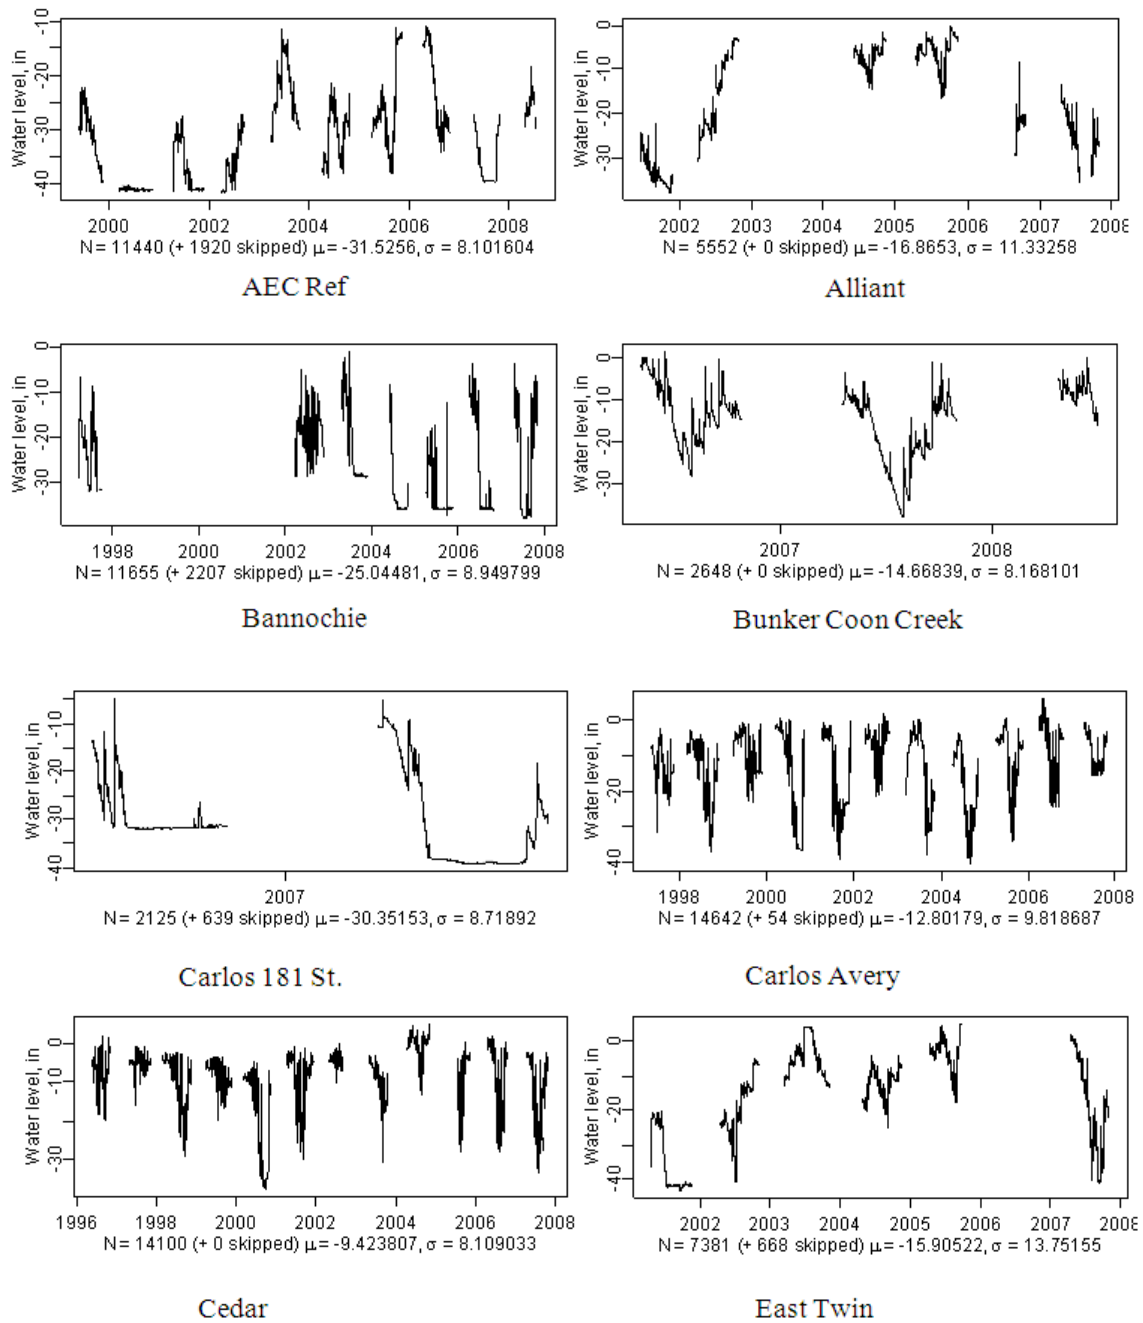 Water level, in
-10
-20
-30
-40
2000 2002 2004 2006 2008
N= 11440 (+ 1920 skipped) μ= -31.5256, σ = 8.101604
AEC Ref
Water level, in
0
-10
-20
-30
2002 2003 2004 2005 2006 2007 2008
N= 5552 (+ 0 skipped) μ= -16.8653, σ = 11.33258
Alliant
Water level, in
0
-10
-20
-30
1998 2000 2002 2004 2006 2008
N= 11655 (+ 2207 skipped) μ= -25.04481, σ = 8.949799
Bannochie
Water level, in
0
-10
-20
-30
2007 2008
N= 2648 (+ 0 skipped) μ= -14.66839, σ = 8.168101
Bunker Coon Creek
Water level, in
-10
-20
-30
-40
2007
N= 2125 (+ 639 skipped) μ= -30.35153, σ = 8.71892
Carlos 181 St.
Water level, in
0
-10
-20
-40
1998 2000 2002 2004 2006 2008
N= 14642 (+ 54 skipped) μ= -12.80179, σ = 9.818687
Carlos Avery
Water level, in
0
-10
-30
1996 1998 2000 2002 2004 2006 2008
N= 14100 (+ 0 skipped) μ= -9.423807, σ = 8.109033
Cedar
Water level, in
0
-10
-20
-40
2002 2003 2004 2005 2006 2007 2008
N= 7381 (+ 668 skipped) μ= -15.90522, σ = 13.75155
East Twin